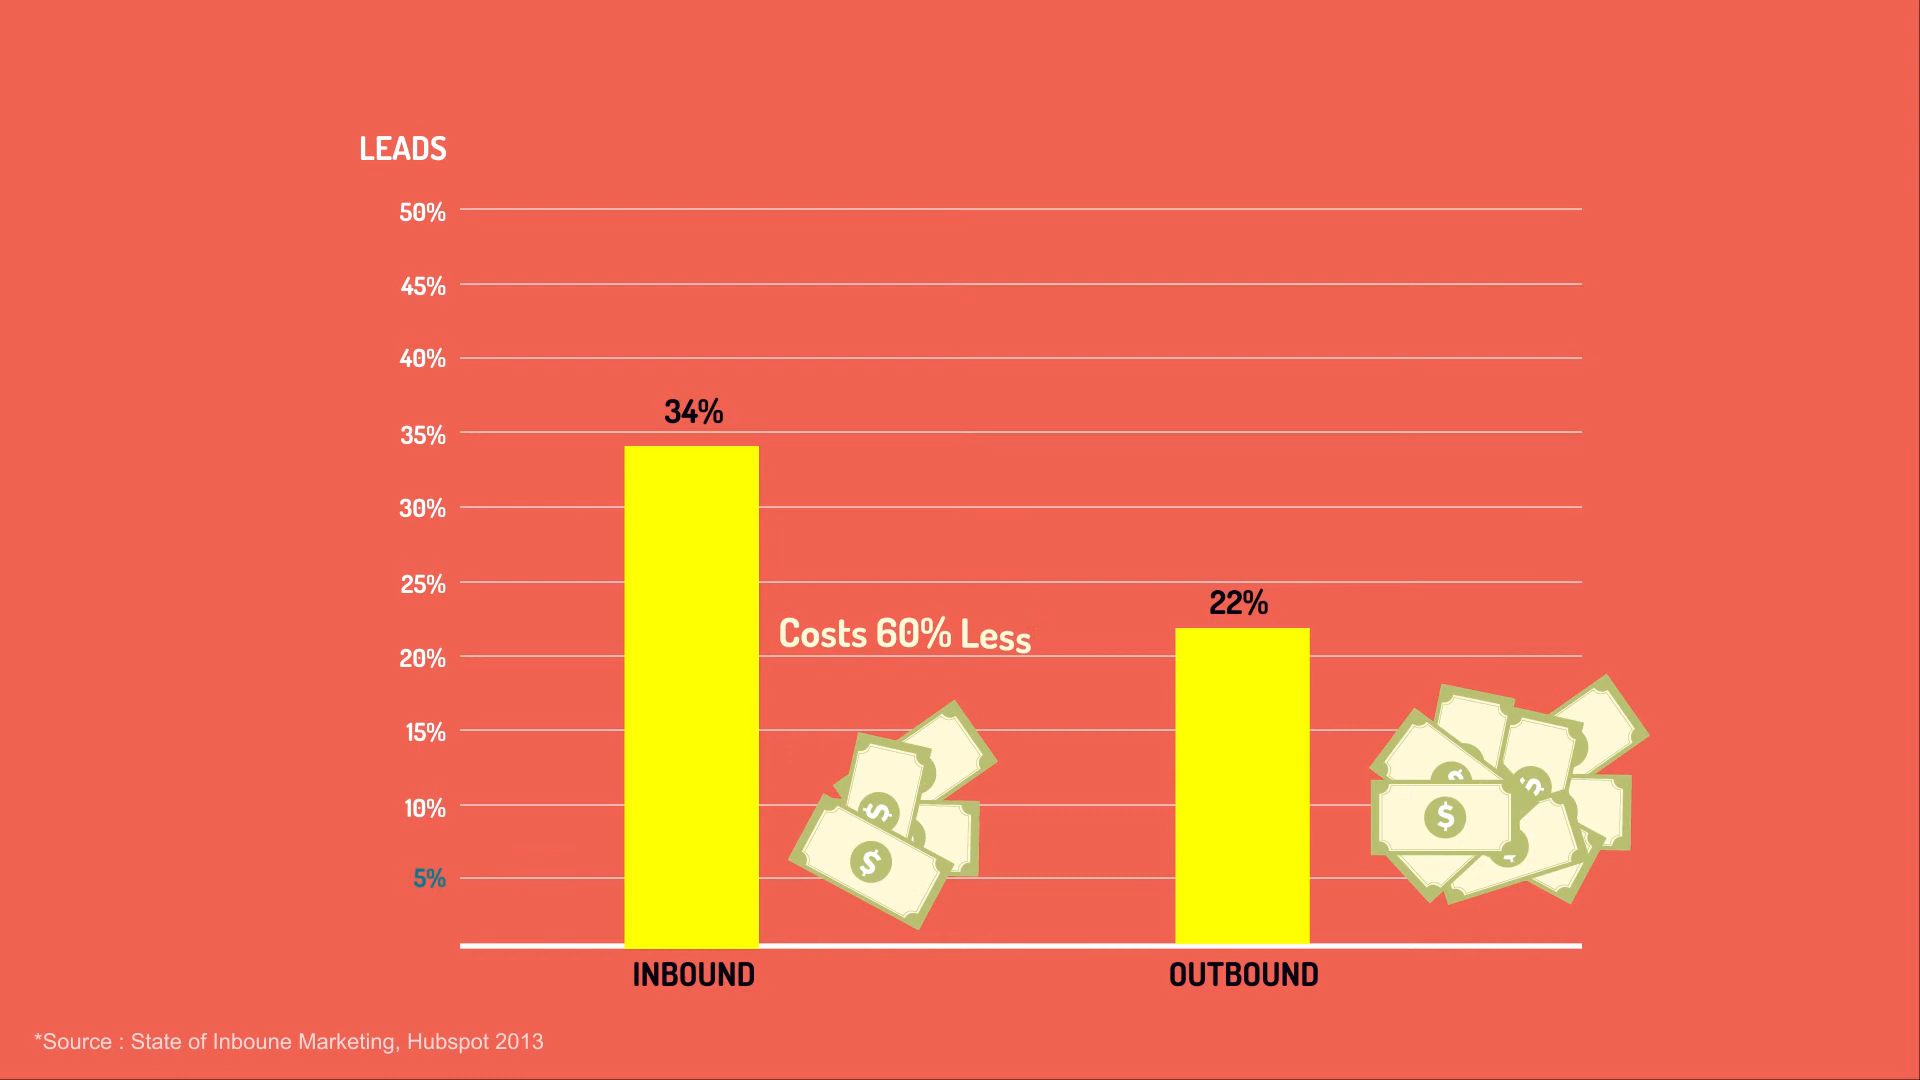 LEADS
50%
45%
40%
34%
35%
30%
25%
22%
Costs 60% Less
20%
15%
10%
5%
$ $ $ $
$ $
INBOUND OUTBOUND
*Source : State of Inboune Marketing, Hubspot 2013